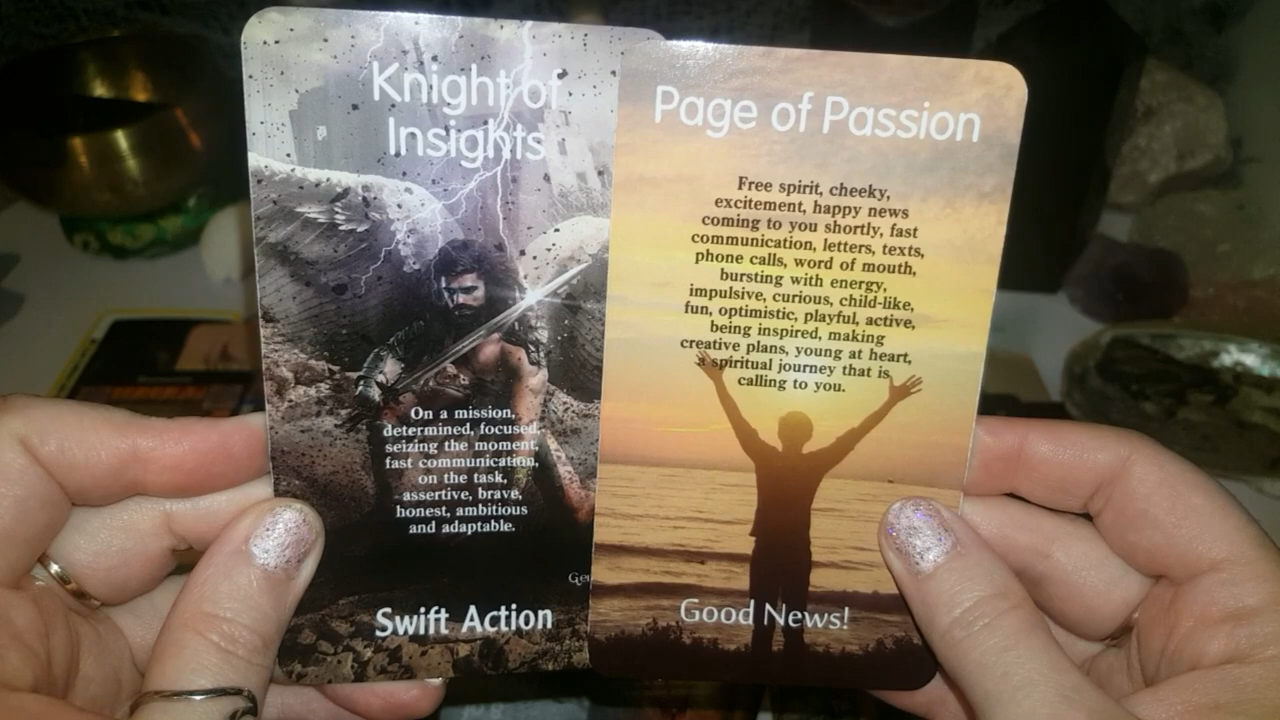 Knight of
Insights
On a mission,
determined, focused,
seizing the moment,
fast communication,
on the task,
assertive, brave,
honest, ambitious
and adaptable.
Swift Action
Page of Passion
Free spirit, cheeky,
excitement, happy news
coming to you shortly, fast
communication, letters, texts,
phone calls, word of mouth,
bursting with energy,
impulsive, curious, child-like,
fun, optimistic, playful, active,
being inspired, making
creative plans, young at heart,
a spiritual journey that is
calling to you.
Good News!